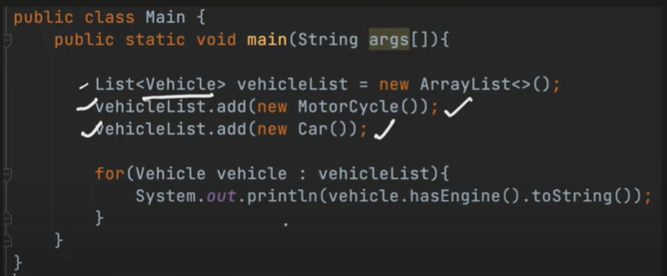 public class Main {
public static void main(String args[]){
List<Vehicle> vehicleList = new ArrayList<>();
vehicleList.add(new MotorCycle());
vehicleList.add(new Car());
for(Vehicle vehicle : vehicleList){
System.out.println(vehicle.hasEngine().toString());
}
}
}